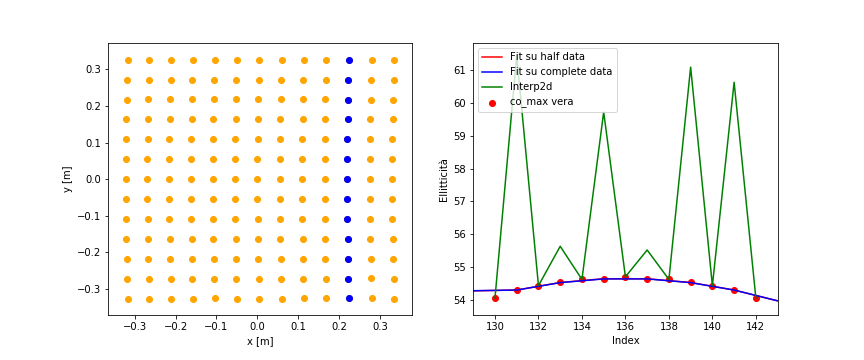 0.3
0.2
0.1
0.0
−0.1
−0.2
−0.3
y [m]
−0.3 −0.2 −0.1 0.0 0.1 0.2 0.3
x [m]
Fit su half data
Fit su complete data
Interp2d
co_max vera
61
60
59
58
57
56
55
54
Ellitticità
130 132 134 136 138 140 142
Index